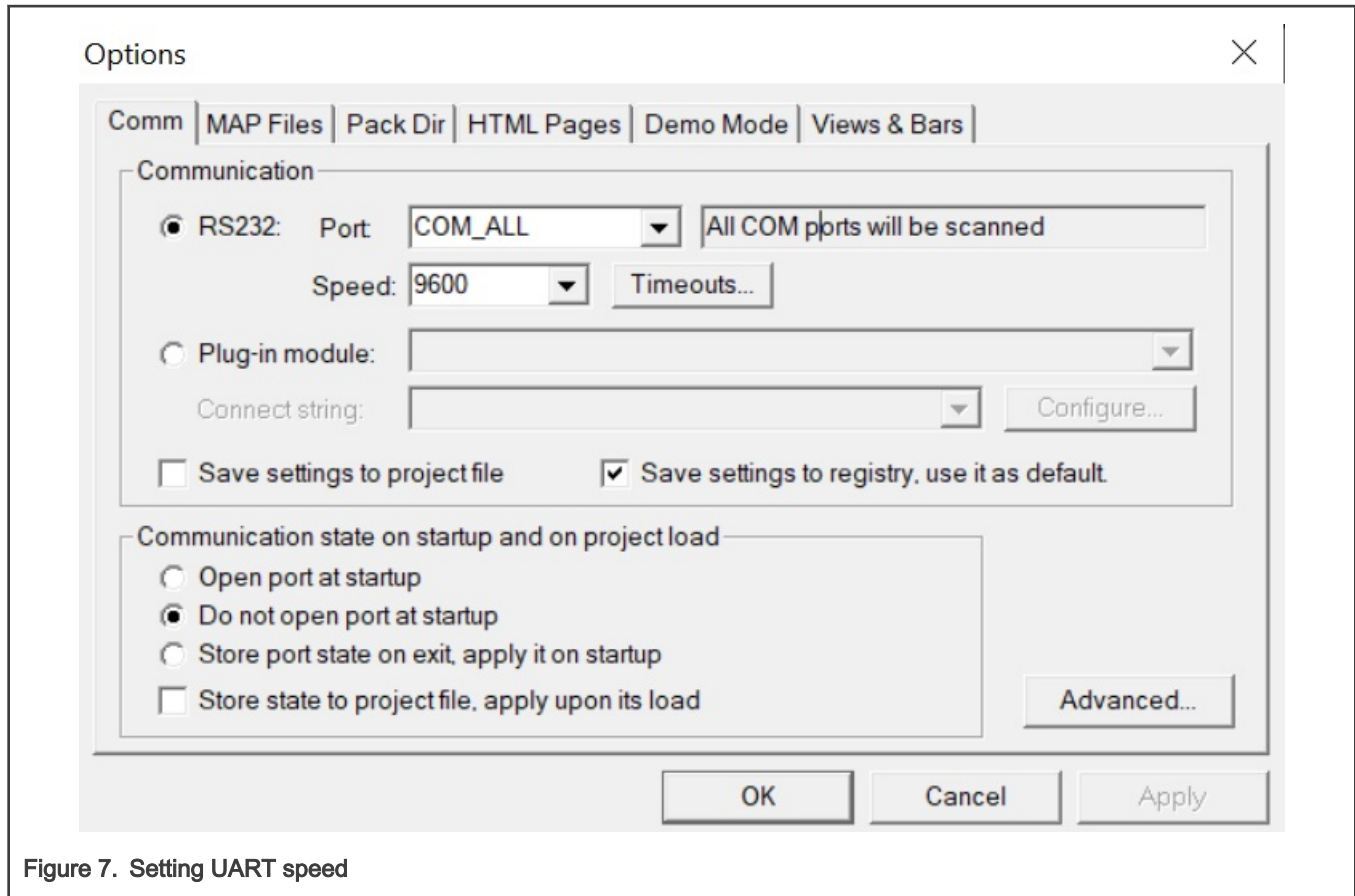 Options
Comm MAP Files Pack Dir HTML Pages Demo Mode Views & Bars
Communication
RS232: Port: COM_ALL All COM ports will be scanned
Speed: 9600 Timeouts...
Plug-in module:
Connect string: Configure...
Save settings to project file Save settings to registry, use it as default.
Communication state on startup and on project load
Open port at startup
Do not open port at startup
Store port state on exit, apply it on startup
Store state to project file, apply upon its load Advanced...
OK Cancel Apply
Figure 7. Setting UART speed